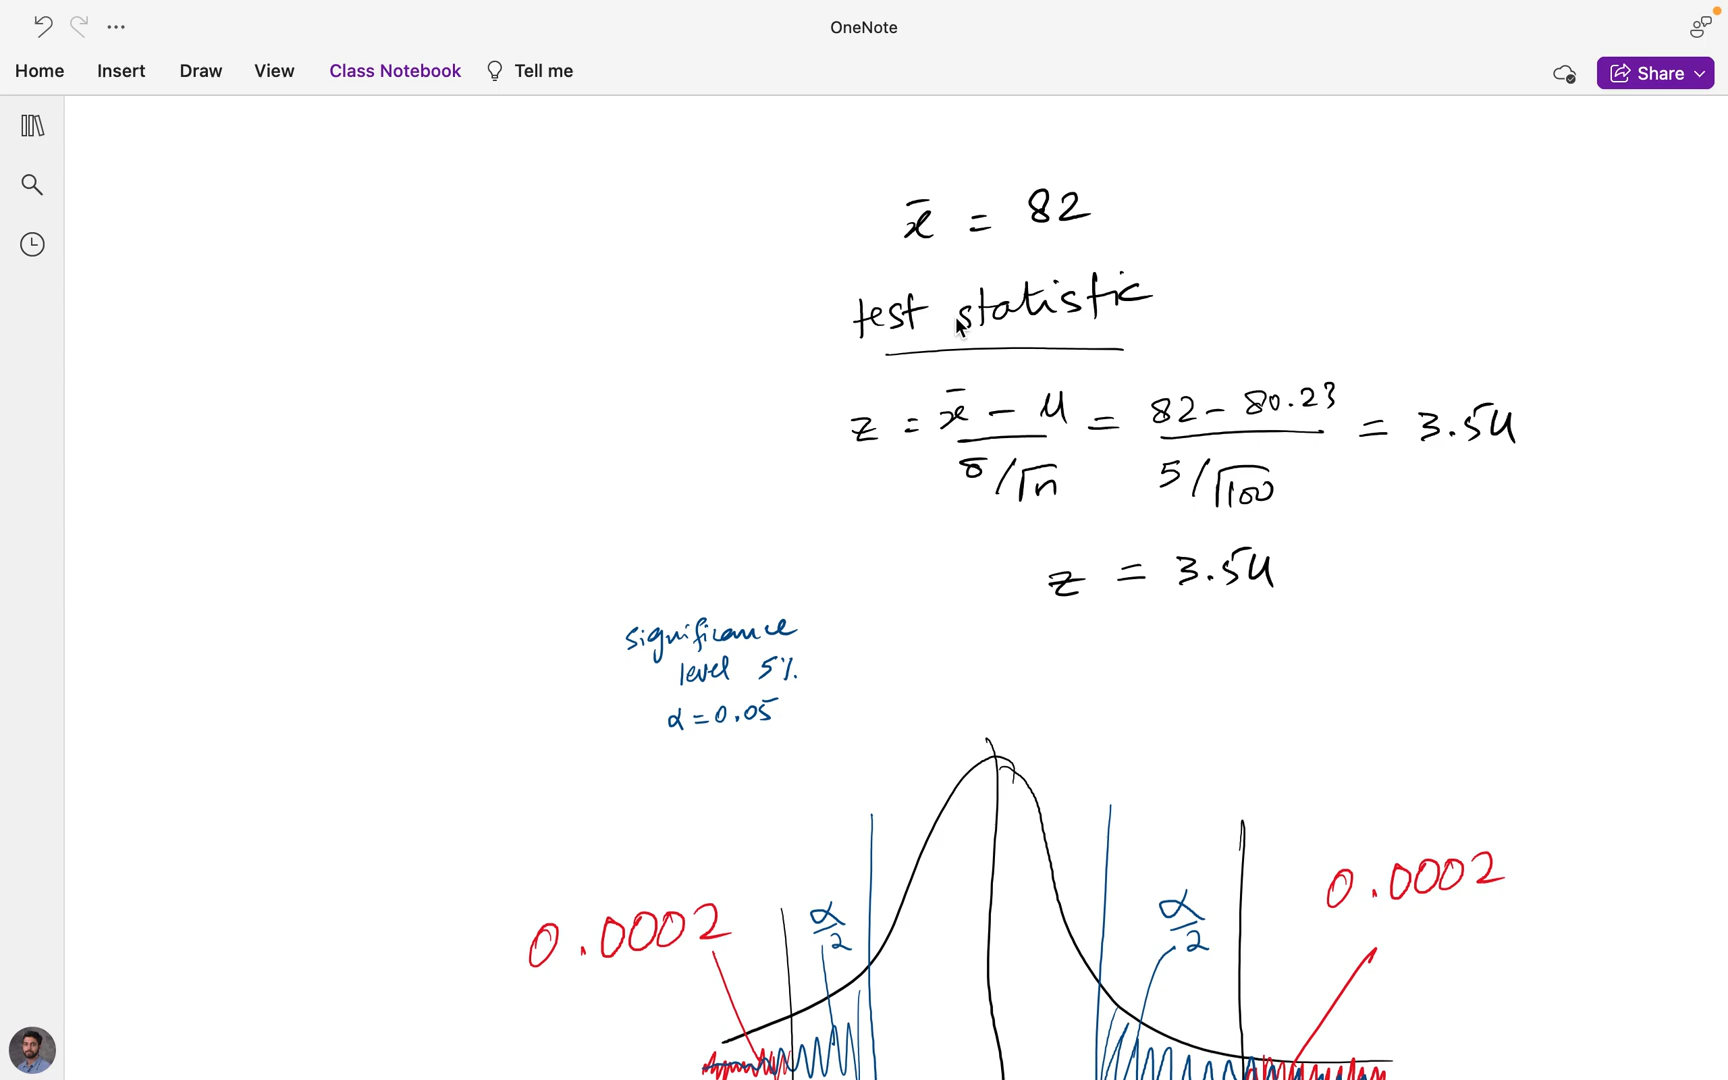 OneNote
Home Insert Draw View Class Notebook Tell me Share
x̄ = 82
test statistic
z = x̄ - μ / σ/√n = 82 - 80.23 / 5/√100 = 3.54
z = 3.54
significance
level 5%
α = 0.05
0.0002
α/2
α/2
0.0002